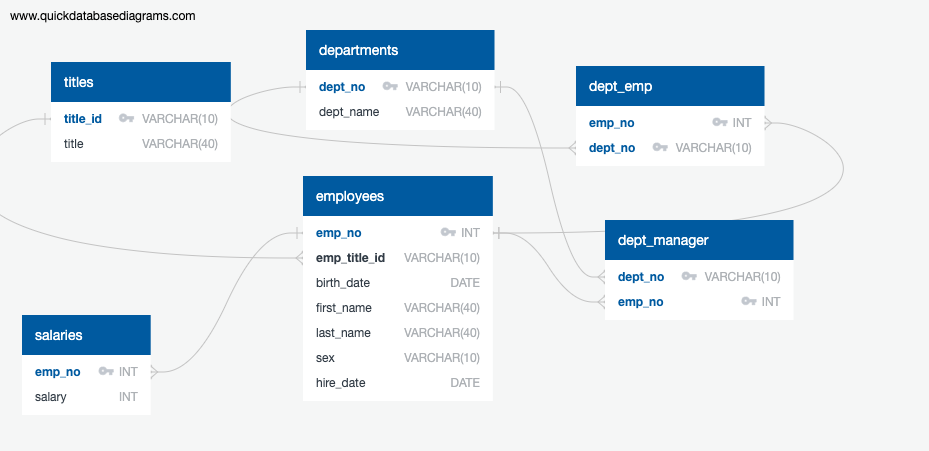 www.quickdatabasediagrams.com
titles
title_id VARCHAR(10)
title VARCHAR(40)
departments
dept_no VARCHAR(10)
dept_name VARCHAR(40)
dept_emp
emp_no INT
dept_no VARCHAR(10)
employees
emp_no INT
emp_title_id VARCHAR(10)
birth_date DATE
first_name VARCHAR(40)
last_name VARCHAR(40)
sex VARCHAR(10)
hire_date DATE
dept_manager
dept_no VARCHAR(10)
emp_no INT
salaries
emp_no INT
salary INT